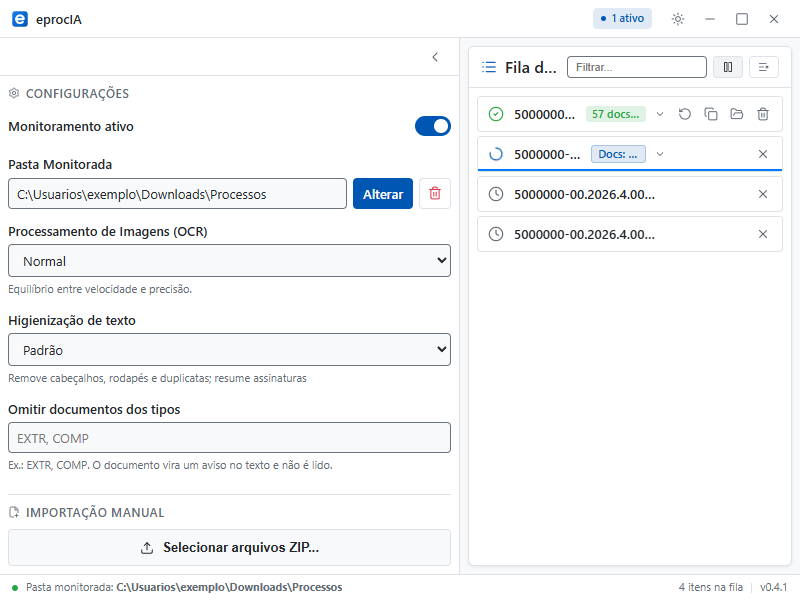 eprocIA
1 ativo
CONFIGURAÇÕES
Monitoramento ativo
Pasta Monitorada
C:\Usuarios\exemplo\Downloads\Processos
Alterar
Processamento de Imagens (OCR)
Normal
Equilíbrio entre velocidade e precisão.
Higienização de texto
Padrão
Remove cabeçalhos, rodapés e duplicatas; resume assinaturas
Omitir documentos dos tipos
EXTR, COMP
Ex.: EXTR, COMP. O documento vira um aviso no texto e não é lido.
IMPORTAÇÃO MANUAL
Selecionar arquivos ZIP...
Fila d...
Filtrar...
5000000...
57 docs...
5000000-...
Docs: ...
5000000-00.2026.4.00...
5000000-00.2026.4.00...
Pasta monitorada: C:\Usuarios\exemplo\Downloads\Processos
4 itens na fila
v0.4.1